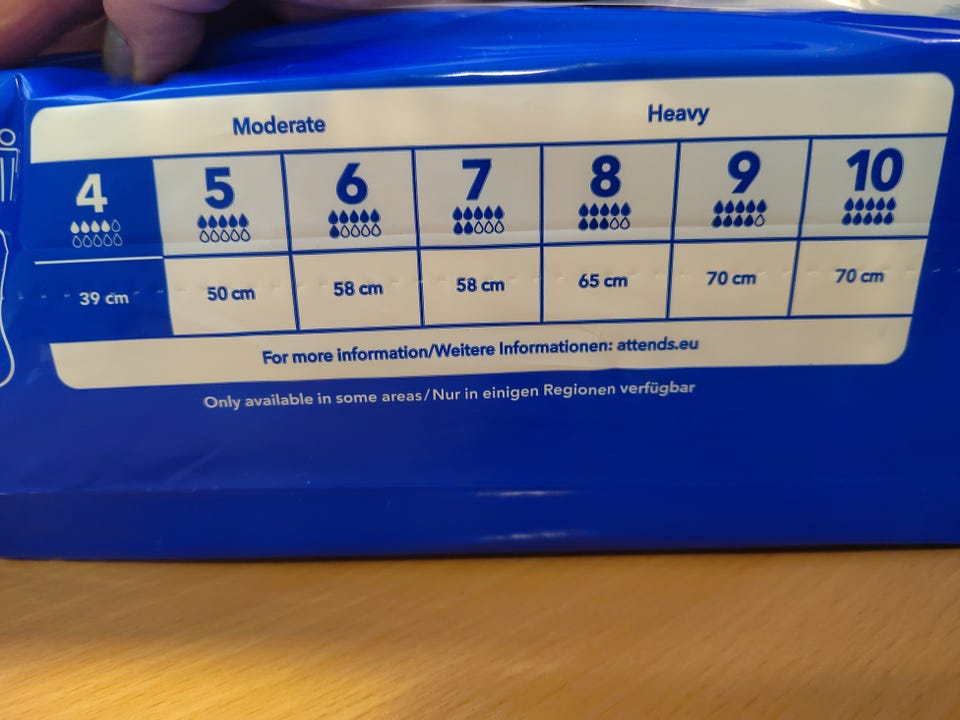 Moderate Heavy
4 5 6 7 8 9 10
39 cm 50 cm 58 cm 58 cm 65 cm 70 cm 70 cm
For more information/Weitere Informationen: attends.eu
Only available in some areas/Nur in einigen Regionen verfügbar